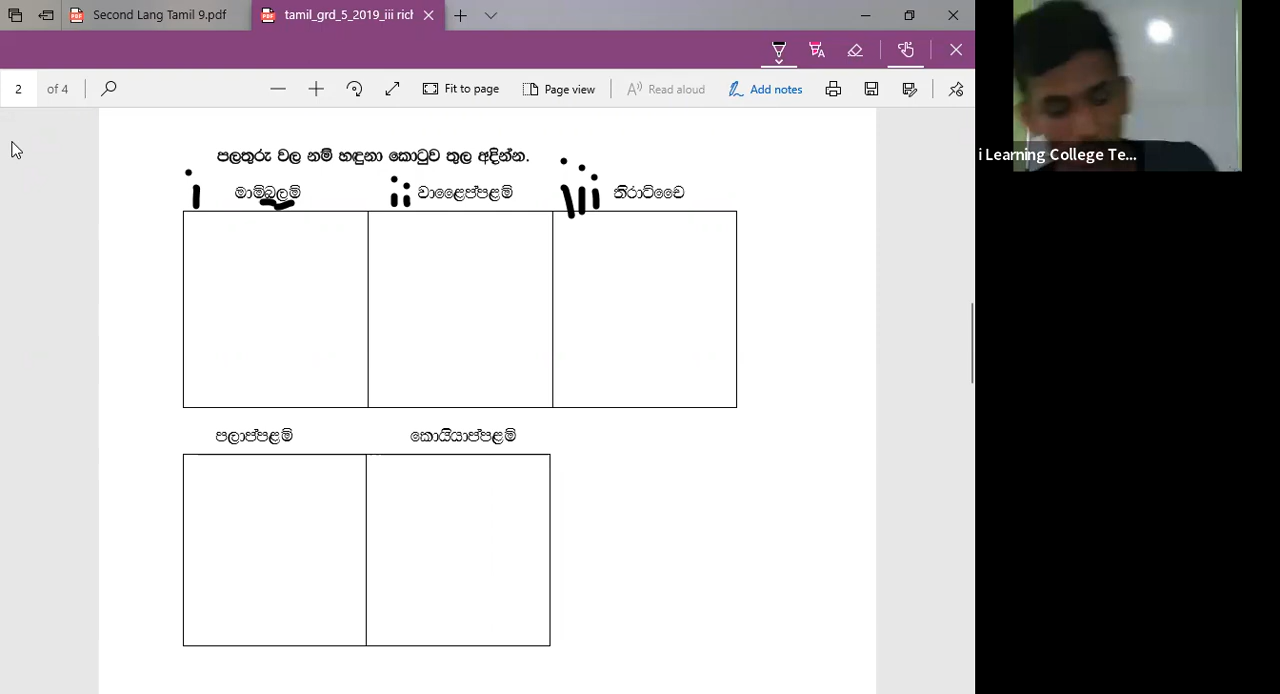 Second Lang Tamil 9.pdf
tamil_grd_5_2019_iii rich
2 of 4
Fit to page
Page view
Read aloud
Add notes
i Learning College Te...
පලතුරු වල නම් හඳුනා කොටුව තුල අදින්න.
i මාම්බුලම් ii වාළෛප්පළම් iii තිරාට්චෛ
පලාප්පළම් කොයියාප්පළම්